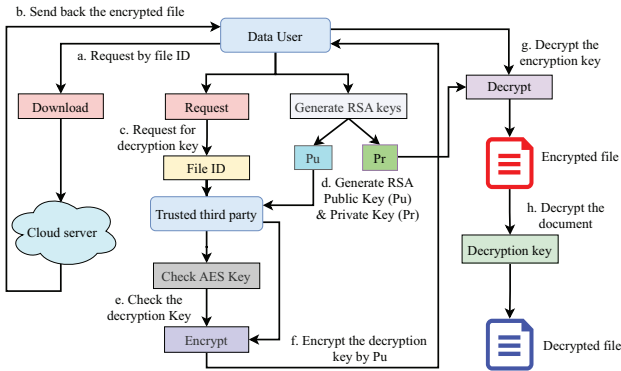 b. Send back the encrypted file
Data User
a. Request by file ID
g. Decrypt the
encryption key
Download
Request
Generate RSA keys
Decrypt
c. Request for
decryption key
Pu
Pr
Encrypted file
File ID
d. Generate RSA
Public Key (Pu)
& Private Key (Pr)
Trusted third party
h. Decrypt the
document
Cloud server
Decryption key
Check AES Key
e. Check the
decryption Key
Encrypt
f. Encrypt the decryption
key by Pu
Decrypted file